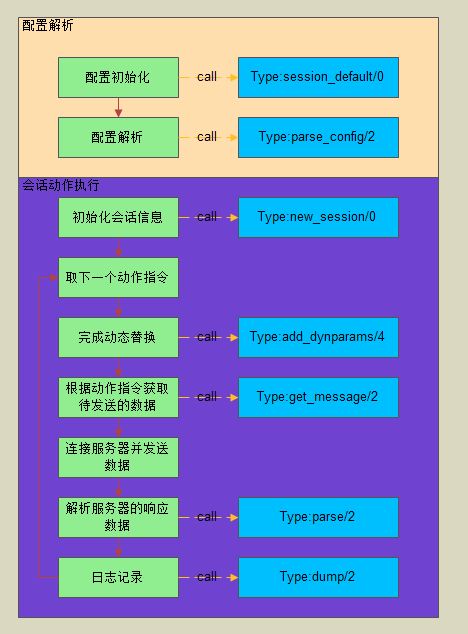 配置解析
配置初始化
call
Type:session_default/0
配置解析
call
Type:parse_config/2
会话动作执行
初始化会话信息
call
Type:new_session/0
取下一个动作指令
完成动态替换
call
Type:add_dynparams/4
根据动作指令获取
待发送的数据
call
Type:get_message/2
连接服务器并发送
数据
解析服务器的响应
数据
call
Type:parse/2
日志记录
call
Type:dump/2